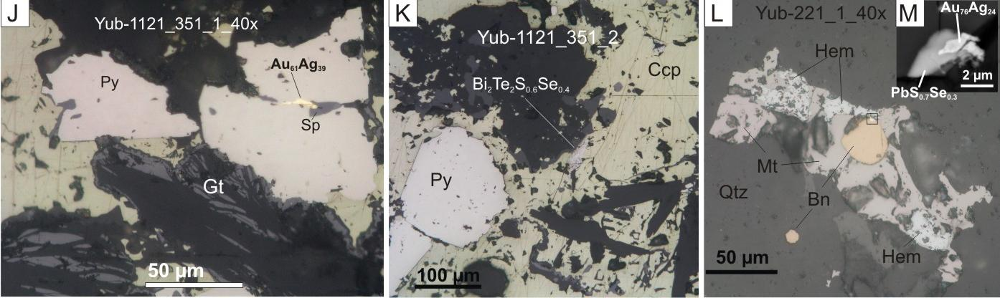 J
Yub-1121_351_1_40x
Py
Au₆₁Ag₃₉
Sp
Gt
50 µm
K
Yub-1121_351_2
Ccp
Bi₂Te₂S₀.₆Se₀.₄
Py
100 µm
L
Yub-221_1_40x
Hem
Mt
Qtz
Bn
Hem
50 µm
M
Au₇₆Ag₂₄
2 µm
PbS₀.₇Se₀.₃